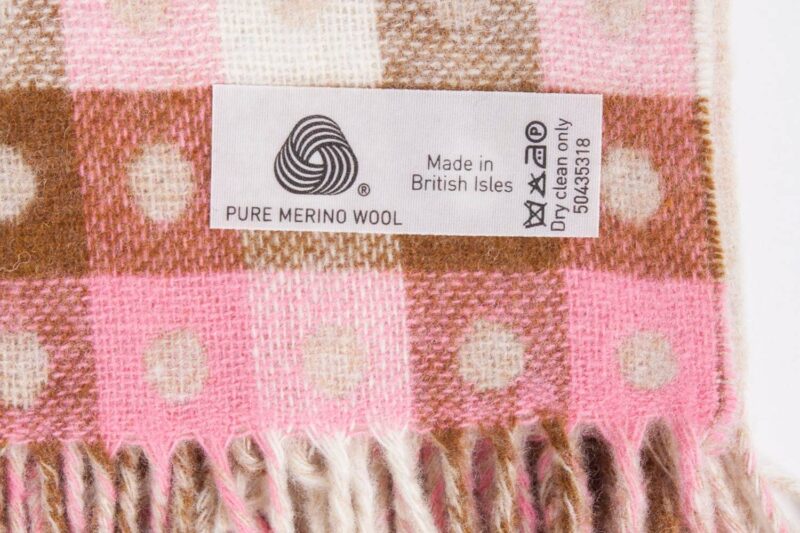 ®
PURE MERINO WOOL
Made in
British Isles
Dry clean only
50435318
P